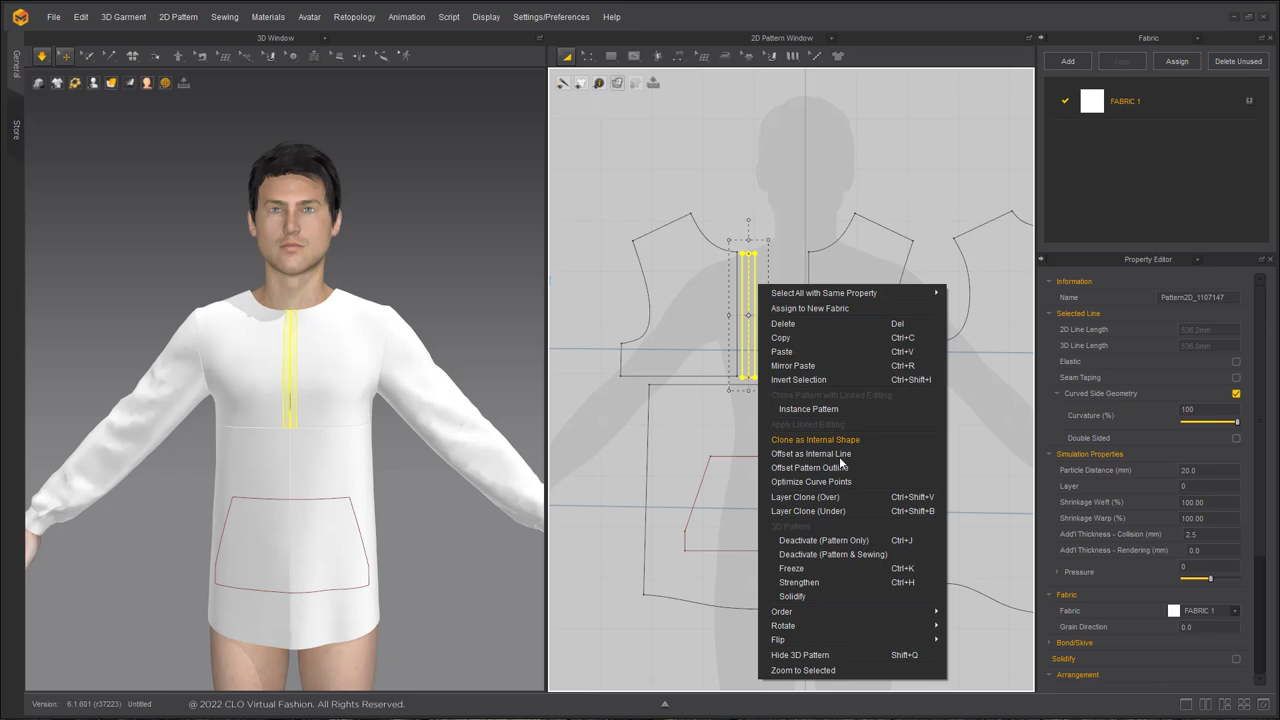 File Edit 3D Garment 2D Pattern Sewing Materials Avatar Retopology Animation Script Display Settings/Preferences Help
3D Window
2D Pattern Window
Fabric
General
Store
Add
Copy
Assign
Delete Unused
FABRIC 1
Select All with Same Property
Assign to New Fabric
Delete Del
Copy Ctrl+C
Paste Ctrl+V
Mirror Paste Ctrl+R
Invert Selection Ctrl+Shift+I
Clone Pattern with Linked Editing
Instance Pattern
Apply Linked Editing
Clone as Internal Shape
Offset as Internal Line
Offset Pattern Outline
Optimize Curve Points
Layer Clone (Over) Ctrl+Shift+V
Layer Clone (Under) Ctrl+Shift+B
3D Pattern
Deactivate (Pattern Only) Ctrl+J
Deactivate (Pattern & Sewing)
Freeze Ctrl+K
Strengthen Ctrl+H
Solidify
Order
Rotate
Flip
Hide 3D Pattern Shift+Q
Zoom to Selected
Property Editor
Information
Name Pattern2D_1107147
Selected Line
2D Line Length 536.2mm
3D Line Length 536.0mm
Elastic
Seam Taping
Curved Side Geometry
Curvature (%) 100
Double Sided
Simulation Properties
Particle Distance (mm) 20.0
Layer 0
Shrinkage Weft (%) 100.00
Shrinkage Warp (%) 100.00
Add'l Thickness - Collision (mm) 2.5
Add'l Thickness - Rendering (mm) 0.0
Pressure 0
Fabric
Fabric FABRIC 1
Grain Direction 0.0
Bond/Skive
Solidify
Arrangement
Version: 6.1.601 (r37223) Untitled @ 2022 CLO Virtual Fashion. All Rights Reserved.